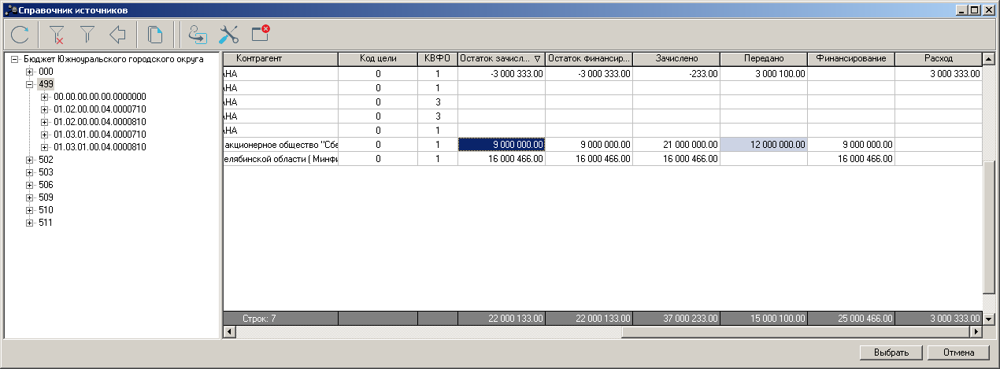 Справочник источников
Бюджет Южноуральского городского округа
000
499
00.00.00.00.00.0000000
01.02.00.00.04.0000710
01.02.00.00.04.0000810
01.03.01.00.04.0000710
01.03.01.00.04.0000810
502
503
506
509
510
511
Контрагент Код цели КВФО Остаток зачисл... Остаток финансир... Зачислено Передано Финансирование Расход
АНА 0 1 -3 000 333.00 -3 000 333.00 -233.00 3 000 100.00 3 000 333.00
АНА 0 1
АНА 0 3
АНА 0 3
АНА 0 1
акционерное общество "Сбе 0 1 9 000 000.00 9 000 000.00 21 000 000.00 12 000 000.00 9 000 000.00
елябинской области ( Минфи 0 1 16 000 466.00 16 000 466.00 16 000 466.00 16 000 466.00
Строк: 7 22 000 133.00 22 000 133.00 37 000 233.00 15 000 100.00 25 000 466.00 3 000 333.00
Выбрать Отмена